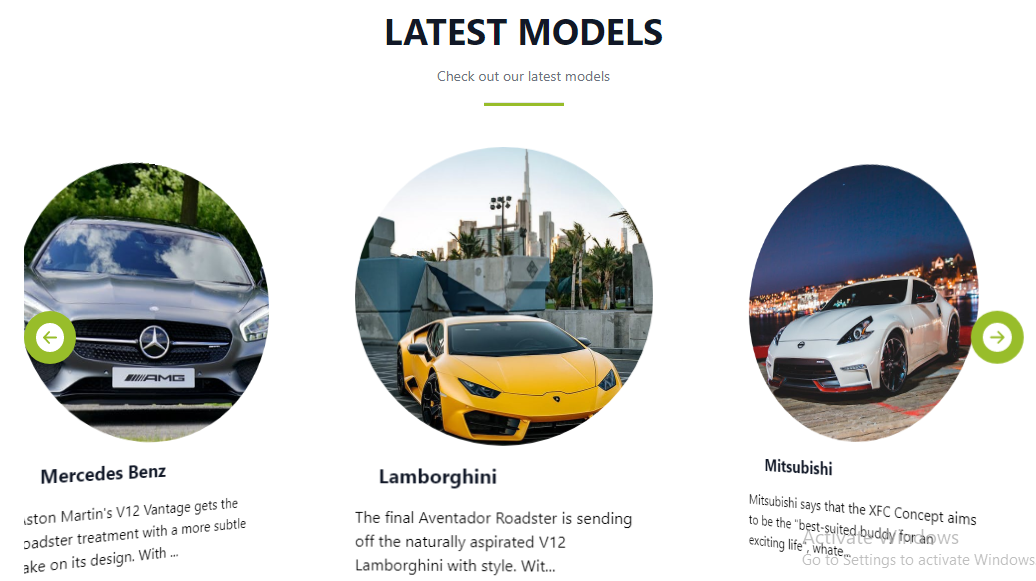 LATEST MODELS
Check out our latest models
AMG
Mercedes Benz
ston Martin's V12 Vantage gets the
oadster treatment with a more subtle
ake on its design. With ...
Lamborghini
The final Aventador Roadster is sending
off the naturally aspirated V12
Lamborghini with style. Wit...
Mitsubishi
Mitsubishi says that the XFC Concept aims
to be the "best-suited buddy for an
exciting life", whate...
Activate Windows
Go to Settings to activate Windows